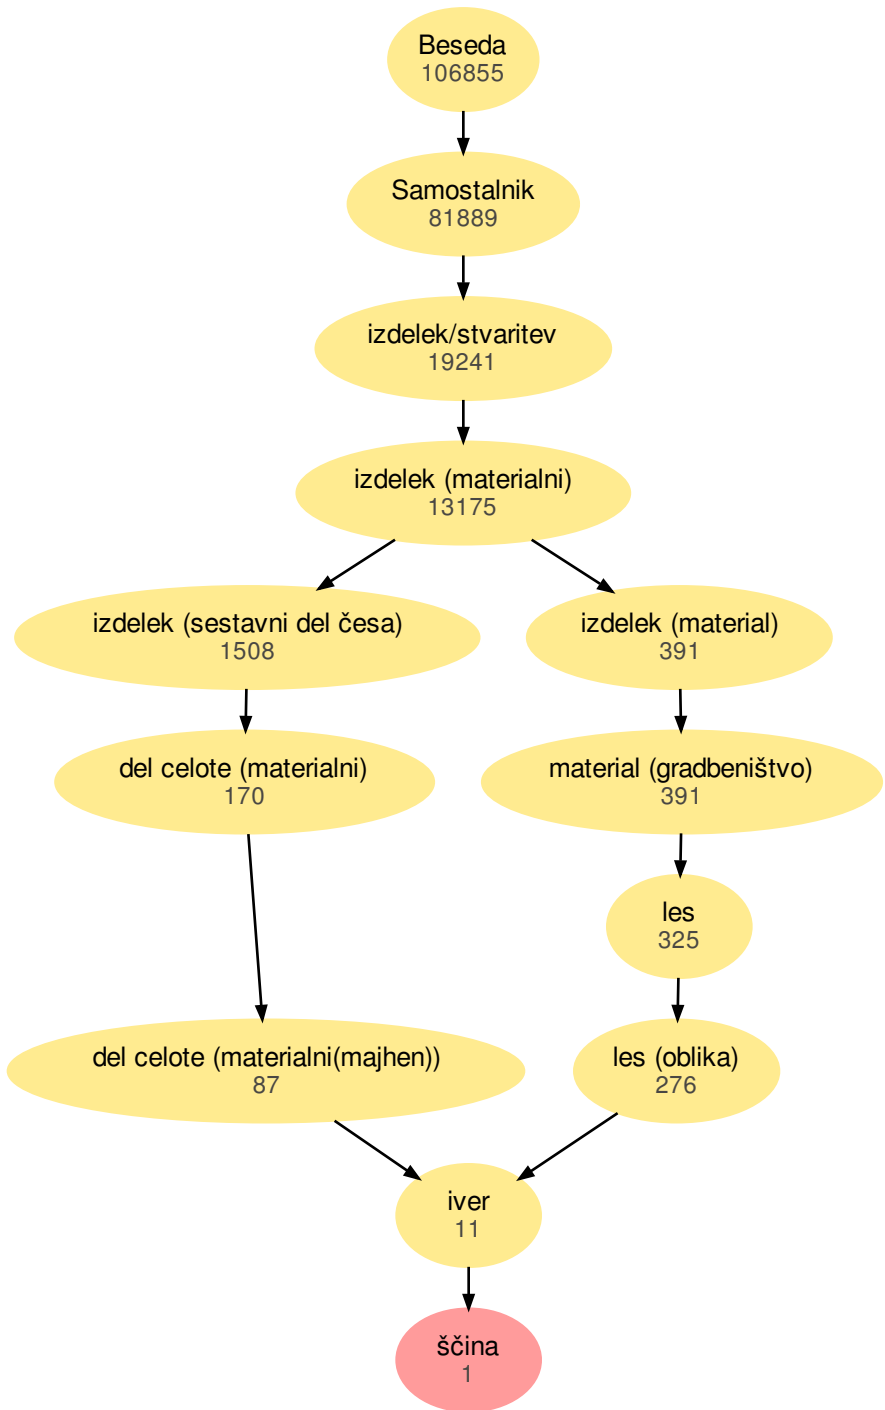 Beseda
106855
Samostalnik
81889
izdelek/stvaritev
19241
izdelek (materialni)
13175
izdelek (sestavni del česa)
1508
izdelek (material)
391
del celote (materialni)
170
material (gradbeništvo)
391
les
325
del celote (materialni(majhen))
87
les (oblika)
276
iver
11
ščina
1